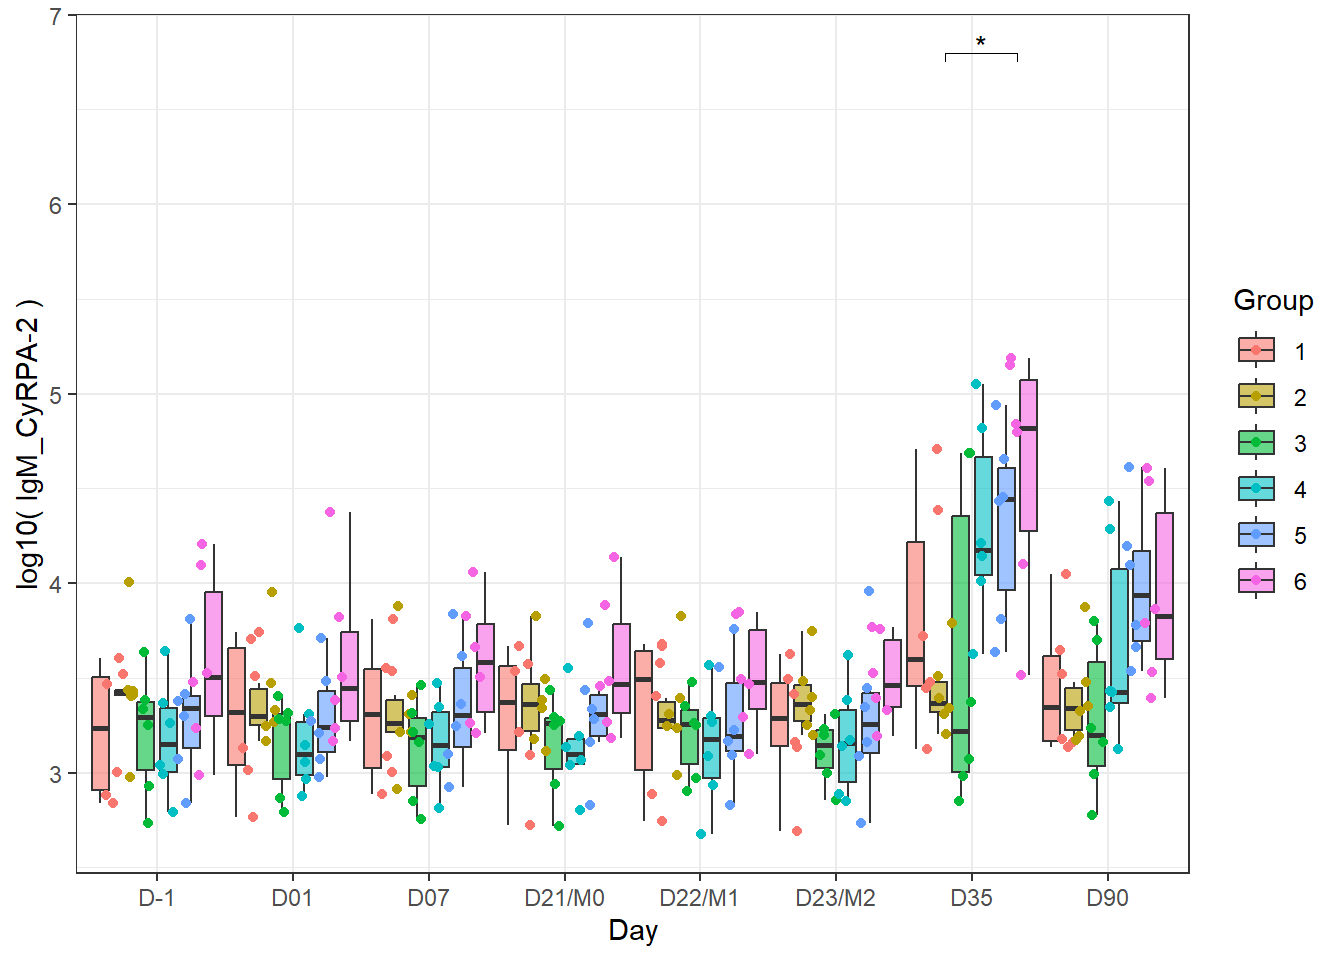 log10( IgM_CyRPA-2 )
7
6
5
4
3
*
D-1
D01
D07
D21/M0
D22/M1
D23/M2
D35
D90
Day
Group
1
2
3
4
5
6